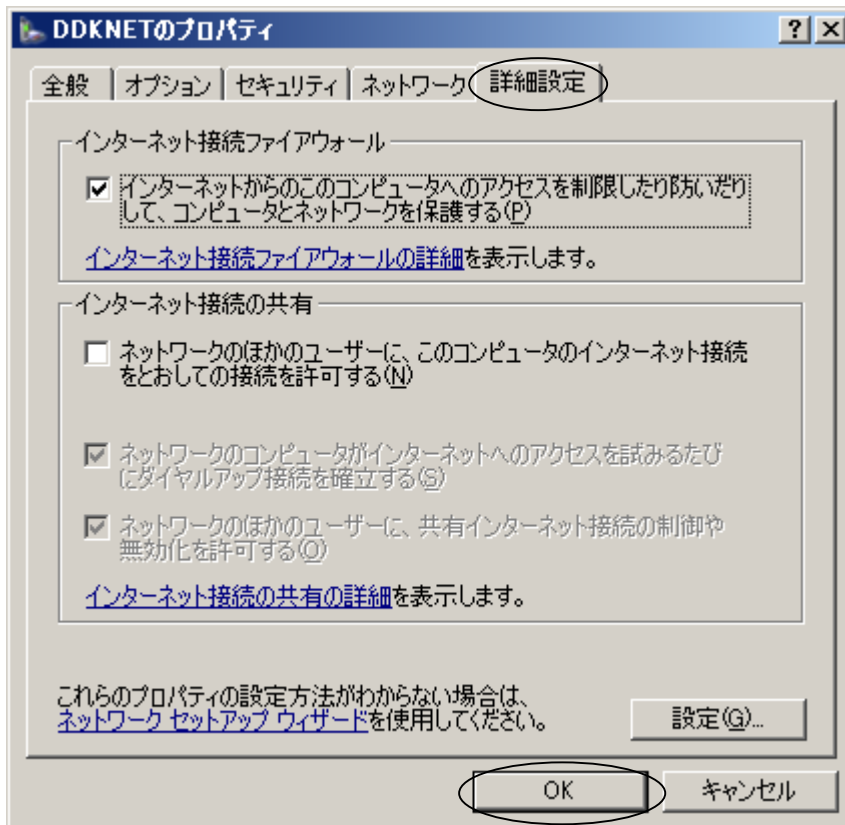 DDKNETのプロパティ
全般
オプション
セキュリティ
ネットワーク
詳細設定
インターネット接続ファイアウォール
インターネットからのこのコンピュータへのアクセスを制限したり防いだり
して、コンピュータとネットワークを保護する(P)
インターネット接続ファイアウォールの詳細を表示します。
インターネット接続の共有
ネットワークのほかのユーザーに、このコンピュータのインターネット接続
をとおしての接続を許可する(N)
ネットワークのコンピュータがインターネットへのアクセスを試みるたび
にダイヤルアップ接続を確立する(S)
ネットワークのほかのユーザーに、共有インターネット接続の制御や
無効化を許可する(O)
インターネット接続の共有の詳細を表示します。
これらのプロパティの設定方法がわからない場合は、
ネットワーク セットアップ ウィザードを使用してください。
設定(G)...
OK
キャンセル